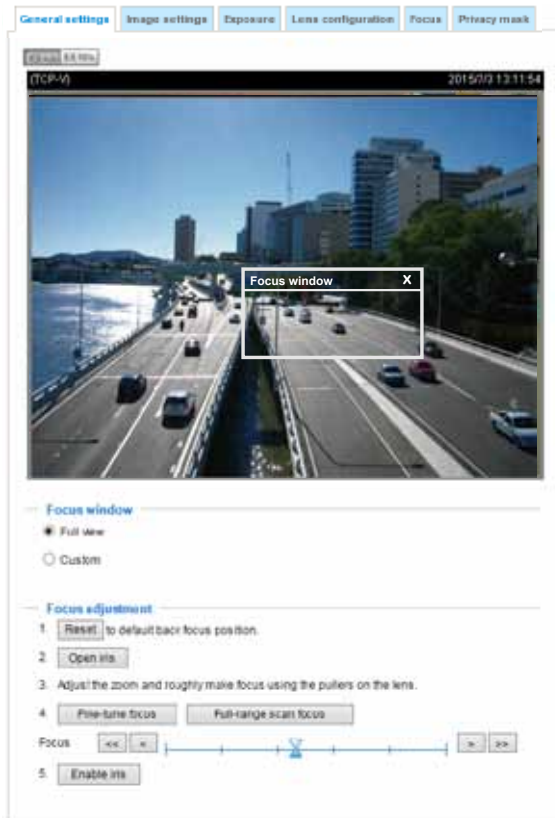 General settings Image settings Exposure Lens configuration Focus Privacy mask
(TCP-V) 2015/7/3 13:11:54
Focus window X
Focus window
Full view
Custom
Focus adjustment
1. Reset to default back focus position.
2. Open iris
3. Adjust the zoom and roughly make focus using the pullers on the lens.
4. Fine-tune focus Full-range scan focus
Focus << < > >>
5. Enable iris